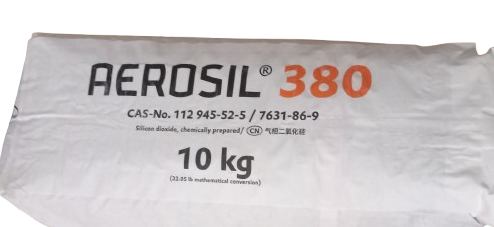 AEROSIL® 380
CAS-No. 112 945-52-5 / 7631-86-9
Silicon dioxide, chemically prepared/ CN 气相二氧化硅
10 kg
(22.05 lb mathematical conversion)